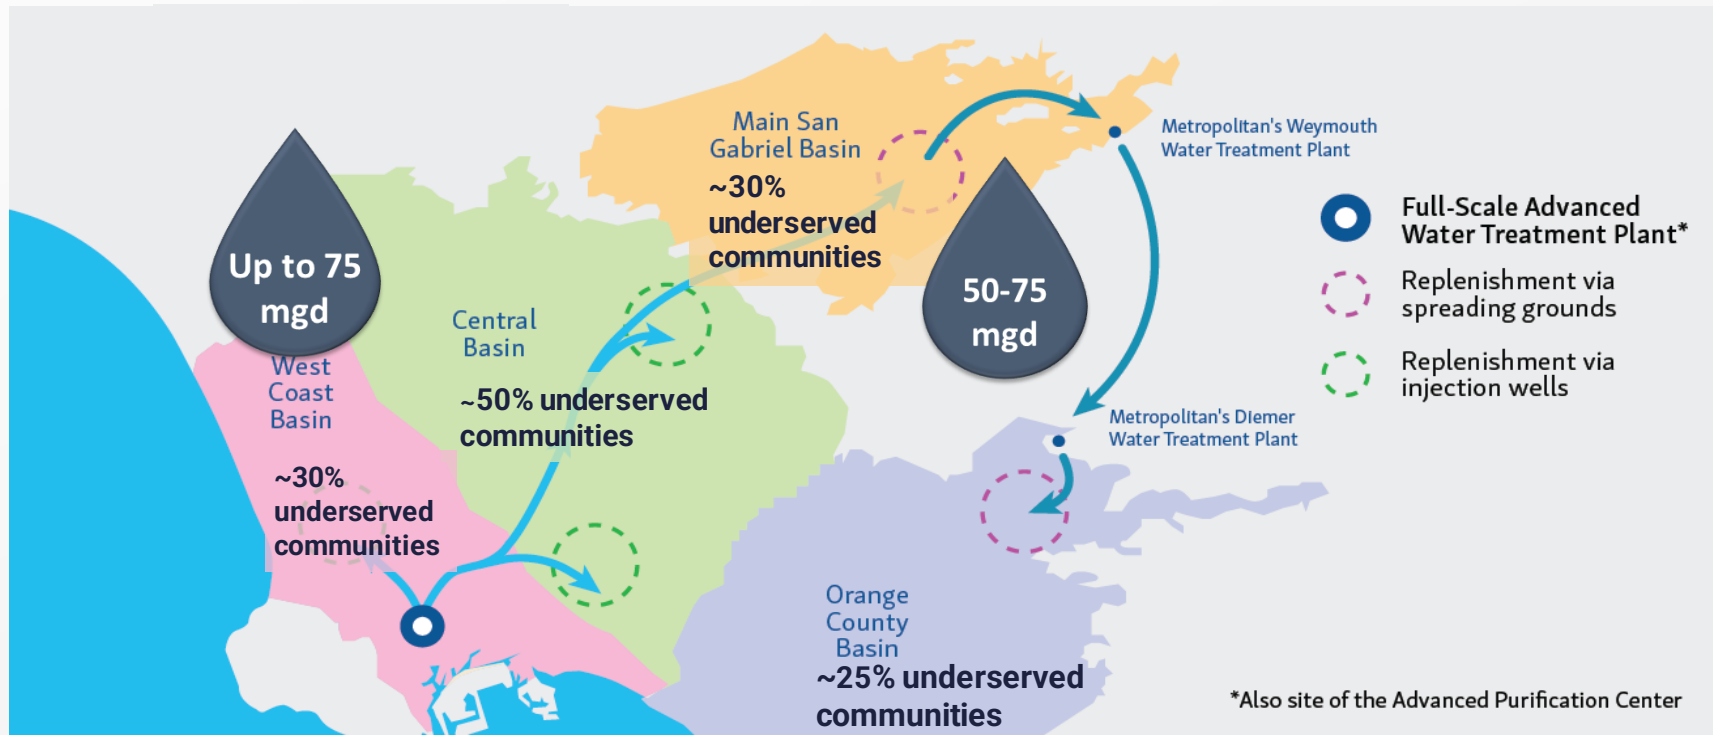 Main San
Gabriel Basin
~30%
underserved
communities
Metropolitan's Weymouth
Water Treatment Plant
Up to 75
mgd
50-75
mgd
Full-Scale Advanced
Water Treatment Plant*
Replenishment via
spreading grounds
Replenishment via
injection wells
Central
Basin
~50% underserved
communities
West
Coast
Basin
~30%
underserved
communities
Metropolitan's Diemer
Water Treatment Plant
Orange
County
Basin
~25% underserved
communities
*Also site of the Advanced Purification Center